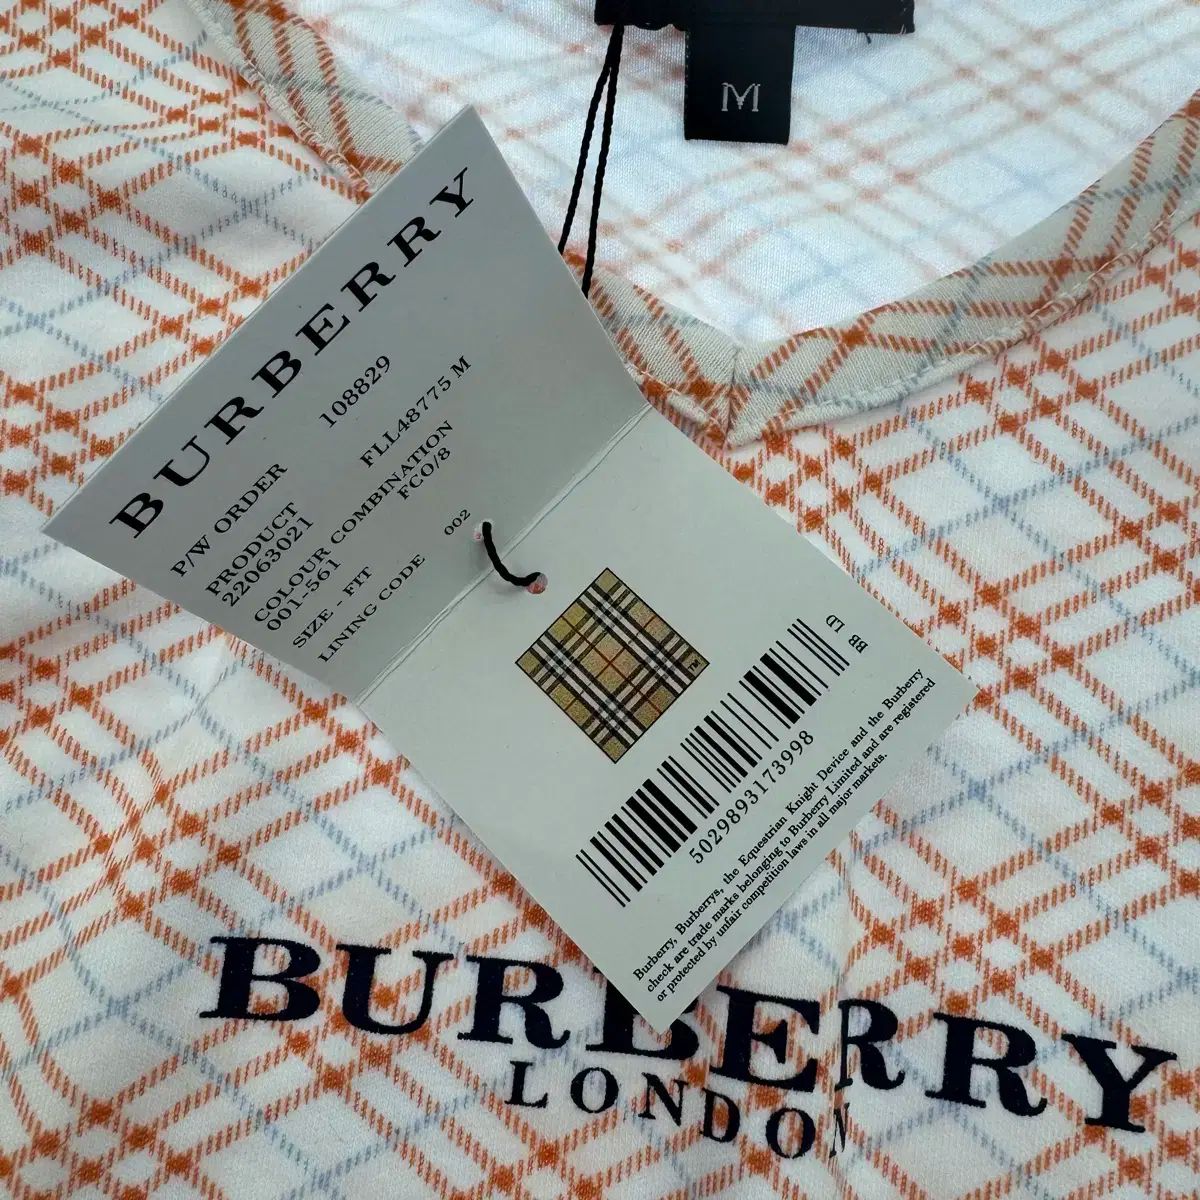 M
BURBERRY
P/W ORDER 108829
PRODUCT FLL48775 M
22063021
COLOUR COMBINATION
001-561 FCO/8
SIZE - FIT
LINING CODE 002
TM
BB LD
5029893173998
Burberry, Burberrys, the Equestrian Knight Device and the Burberry
check are trade marks belonging to Burberry Limited and are registered
or protected by unfair competition laws in all major markets.
BURBERRY
LONDON